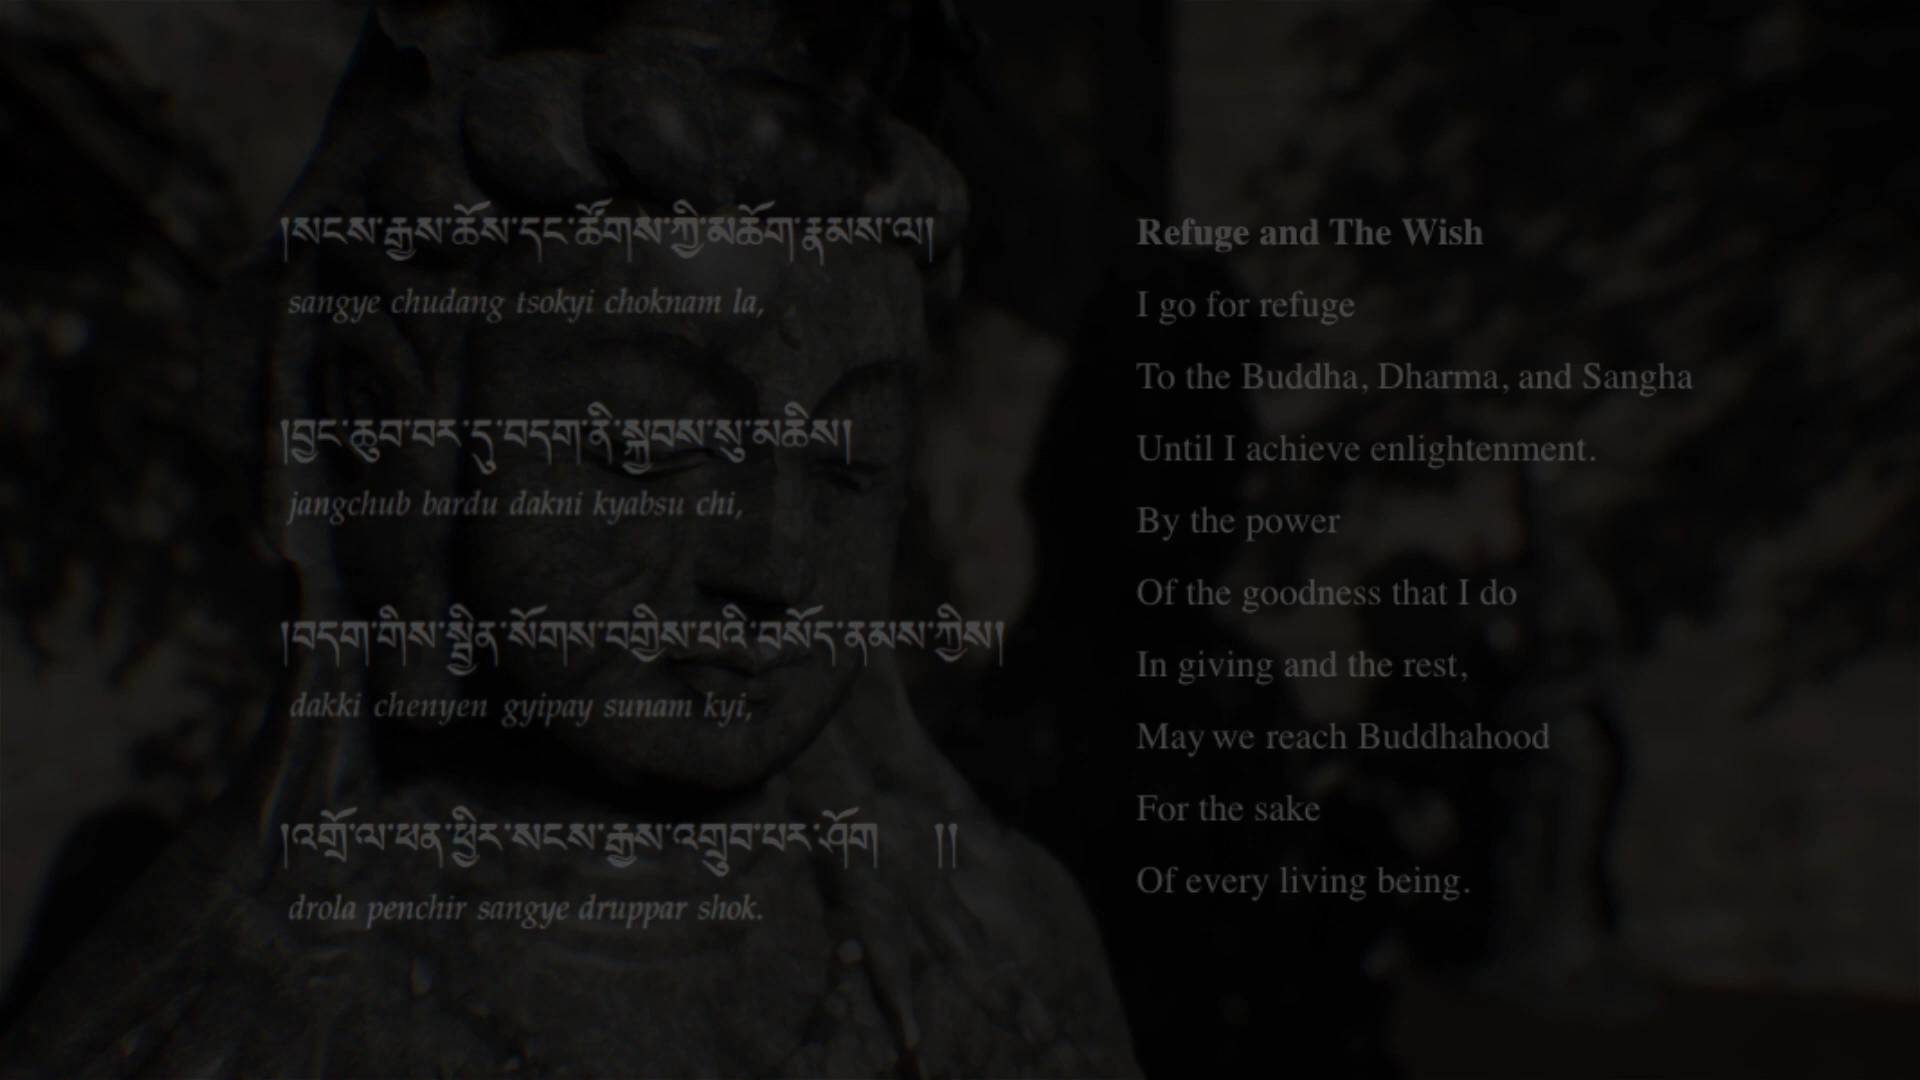 །སངས་རྒྱས་ཆོས་དང་ཚོགས་ཀྱི་མཆོག་རྣམས་ལ།།
sangye chudang tsokyi choknam la,
།བྱང་ཆུབ་བར་དུ་བདག་ནི་སྐྱབས་སུ་མཆི།
jangchub bardu dakni kyabsu chi,
།བདག་གིས་སྦྱིན་སོགས་བགྱིས་པའི་བསོད་ནམས་ཀྱིས།
dakki chenyen gyipay sunam kyi,
།འགྲོ་ལ་ཕན་ཕྱིར་སངས་རྒྱས་འགྲུབ་པར་ཤོག །།
drola penchir sangye druppar shok.
Refuge and The Wish
I go for refuge
To the Buddha, Dharma, and Sangha
Until I achieve enlightenment.
By the power
Of the goodness that I do
In giving and the rest,
May we reach Buddhahood
For the sake
Of every living being.